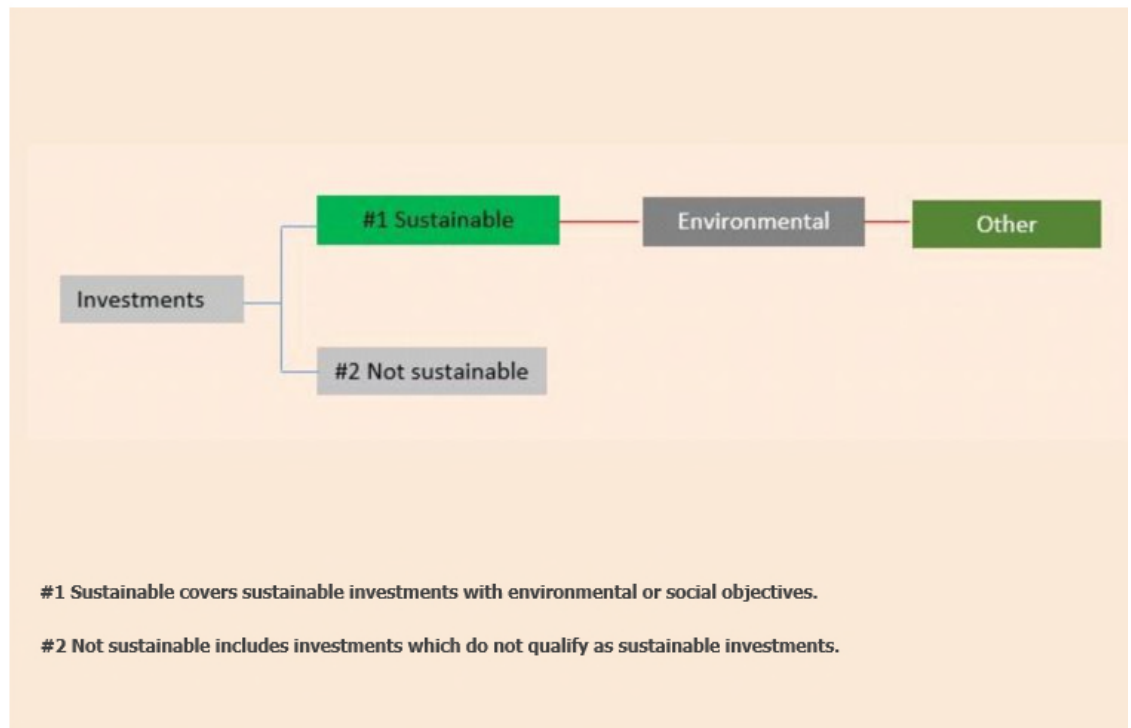 #1 Sustainable
Environmental
Other
Investments
#2 Not sustainable
#1 Sustainable covers sustainable investments with environmental or social objectives.
#2 Not sustainable includes investments which do not qualify as sustainable investments.